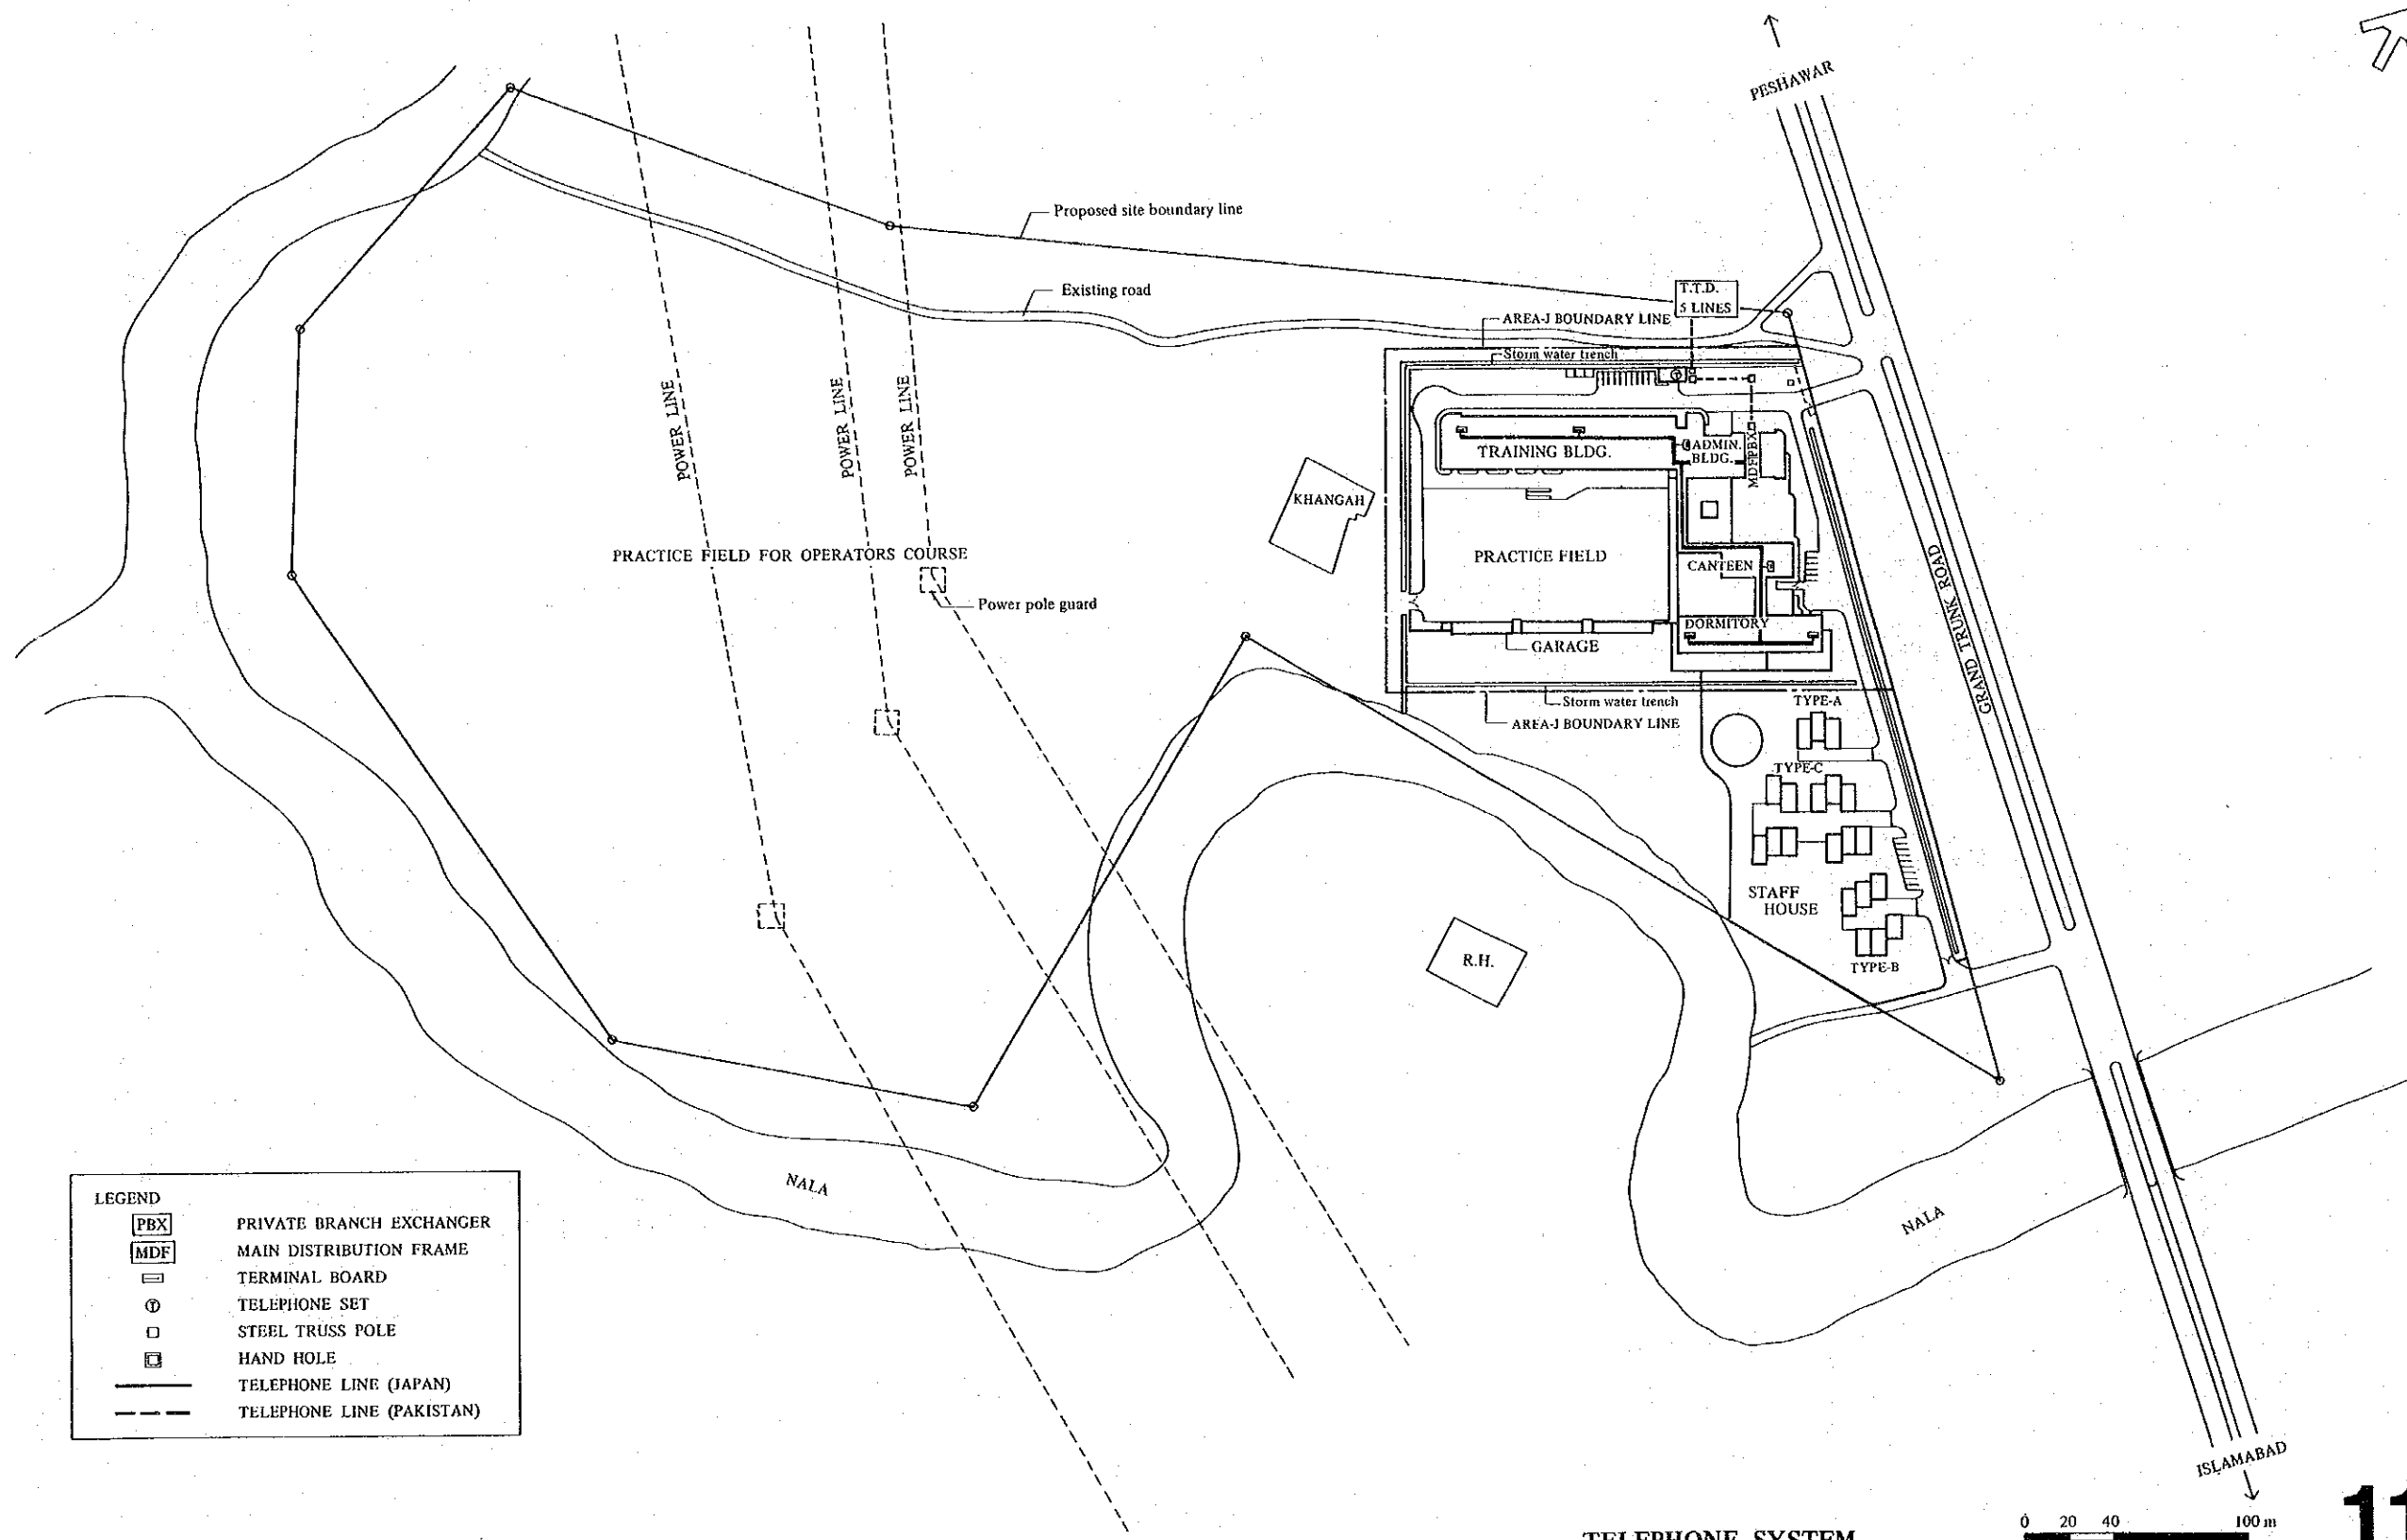 PESHAWAR
Proposed site boundary line
Existing road
T.T.D.
5 LINES
AREA-J BOUNDARY LINE
Storm water trench
POWER LINE
POWER LINE
POWER LINE
TRAINING BLDG.
ADMIN.
BLDG.
MDF
PBX
KHANGAH
PRACTICE FIELD FOR OPERATORS COURSE
PRACTICE FIELD
CANTEEN
GRAND TRUNK ROAD
Power pole guard
DORMITORY
GARAGE
Storm water trench
AREA-J BOUNDARY LINE
TYPE-A
TYPE-C
STAFF
HOUSE
R.H.
TYPE-B
NALA
NALA
LEGEND
PBX PRIVATE BRANCH EXCHANGER
MDF MAIN DISTRIBUTION FRAME
TERMINAL BOARD
T TELEPHONE SET
STEEL TRUSS POLE
HAND HOLE
TELEPHONE LINE (JAPAN)
TELEPHONE LINE (PAKISTAN)
ISLAMABAD
TELEPHONE SYSTEM
0 20 40 100 m
11